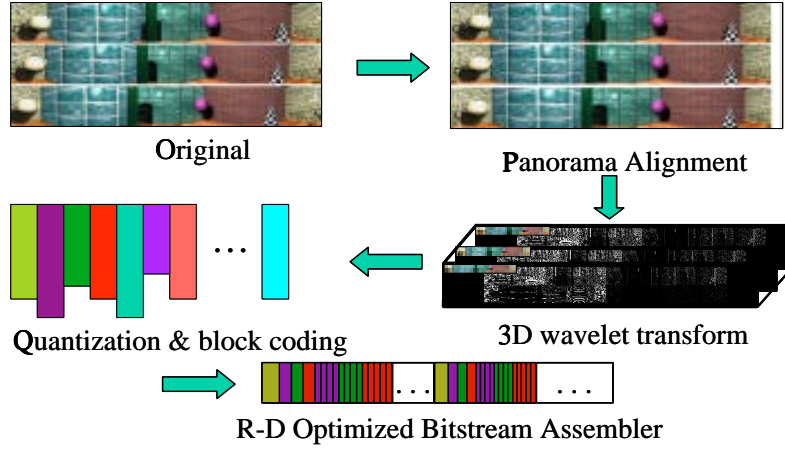 Original
Panorama Alignment
. . .
Quantization & block coding
3D wavelet transform
. . . . . .
R-D Optimized Bitstream Assembler